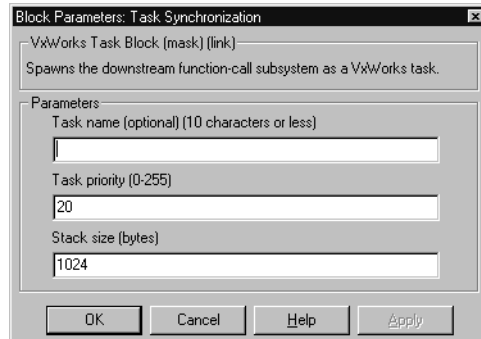 Block Parameters: Task Synchronization
VxWorks Task Block (mask) (link)
Spawns the downstream function-call subsystem as a VxWorks task.
Parameters
Task name (optional) (10 characters or less)
Task priority (0-255)
20
Stack size (bytes)
1024
OK Cancel Help Apply